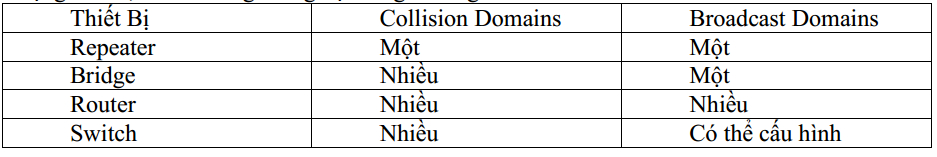 Thiết Bị Collision Domains Broadcast Domains
Repeater Một Một
Bridge Nhiều Một
Router Nhiều Nhiều
Switch Nhiều Có thể cấu hình